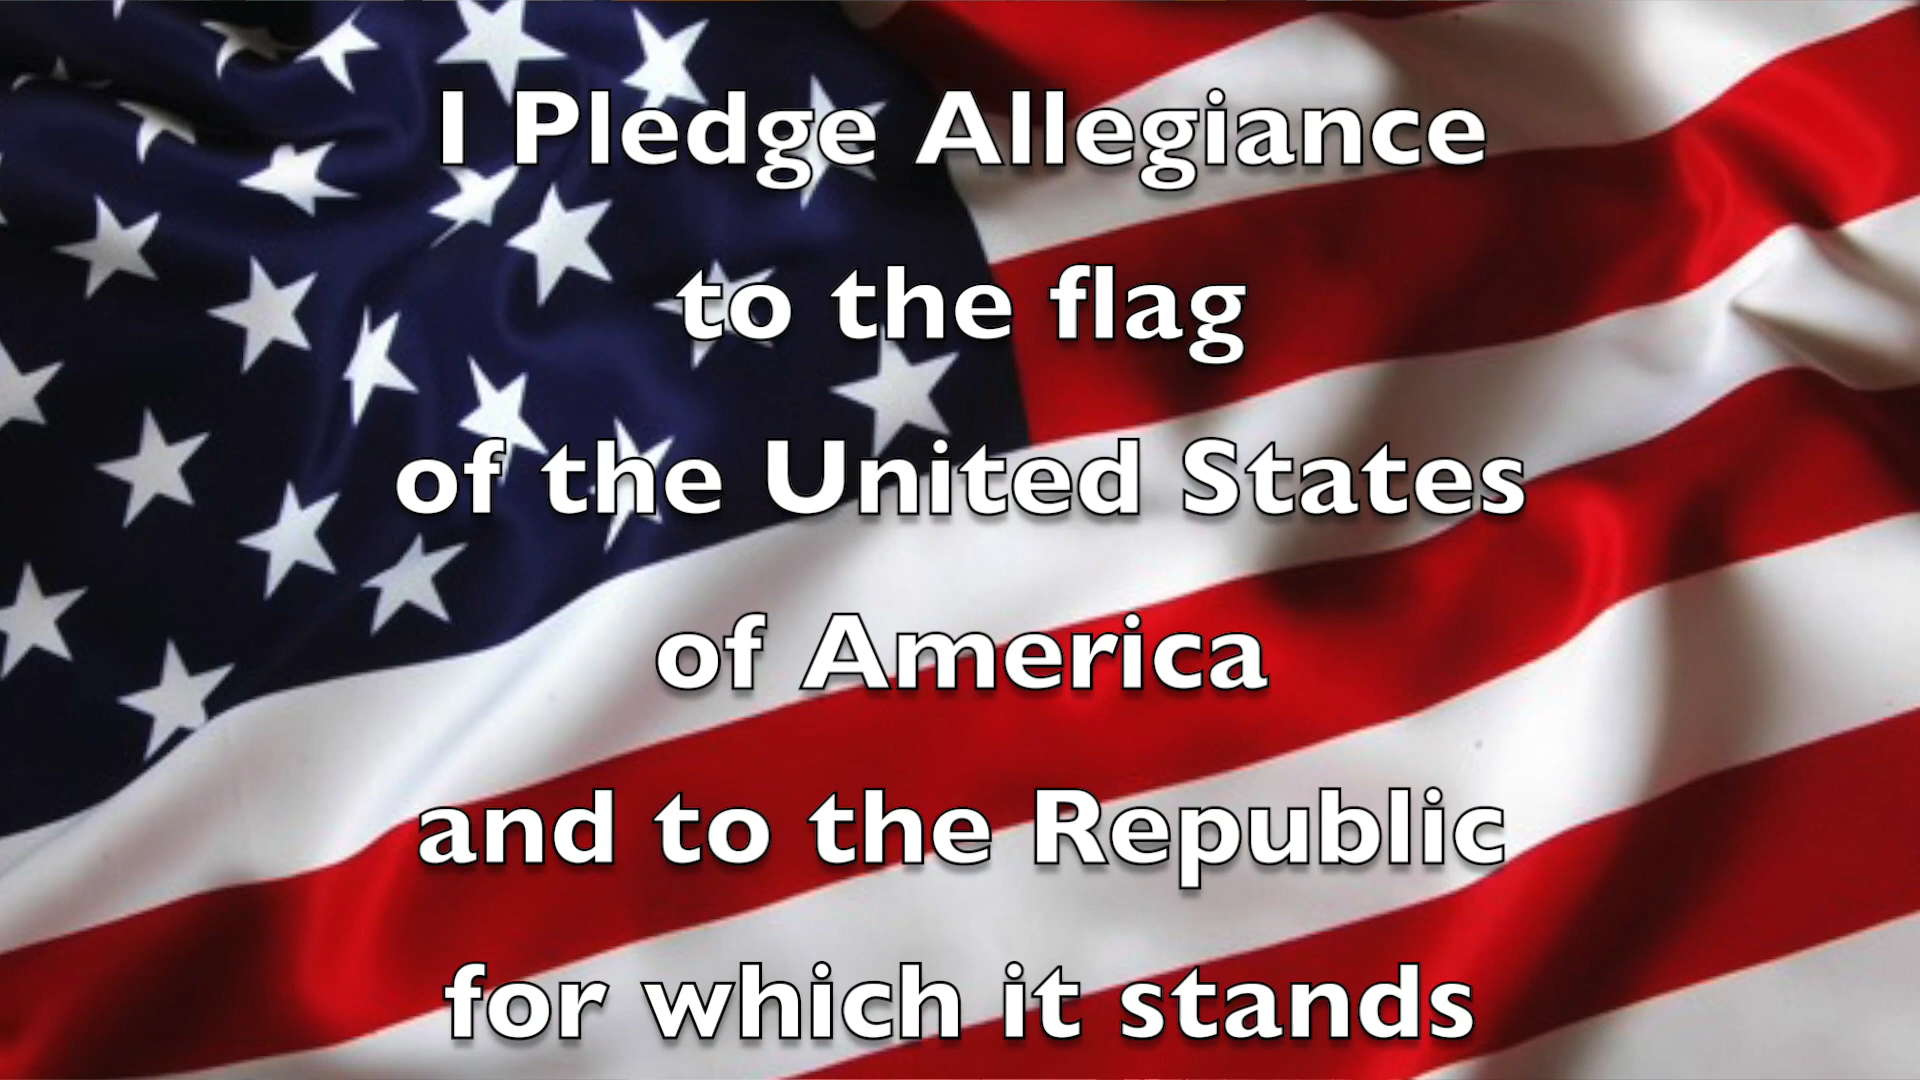 I Pledge Allegiance
to the flag
of the United States
of America
and to the Republic
for which it stands